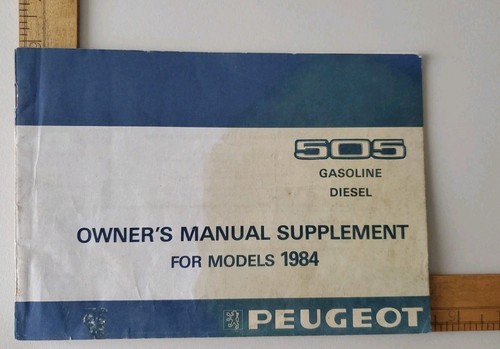 505
GASOLINE
DIESEL
OWNER'S MANUAL SUPPLEMENT
FOR MODELS 1984
PEUGEOT